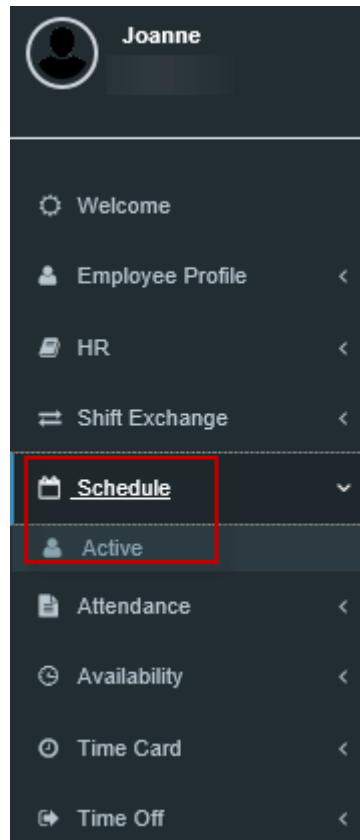 Joanne
Welcome
Employee Profile
HR
Shift Exchange
Schedule
Active
Attendance
Availability
Time Card
Time Off